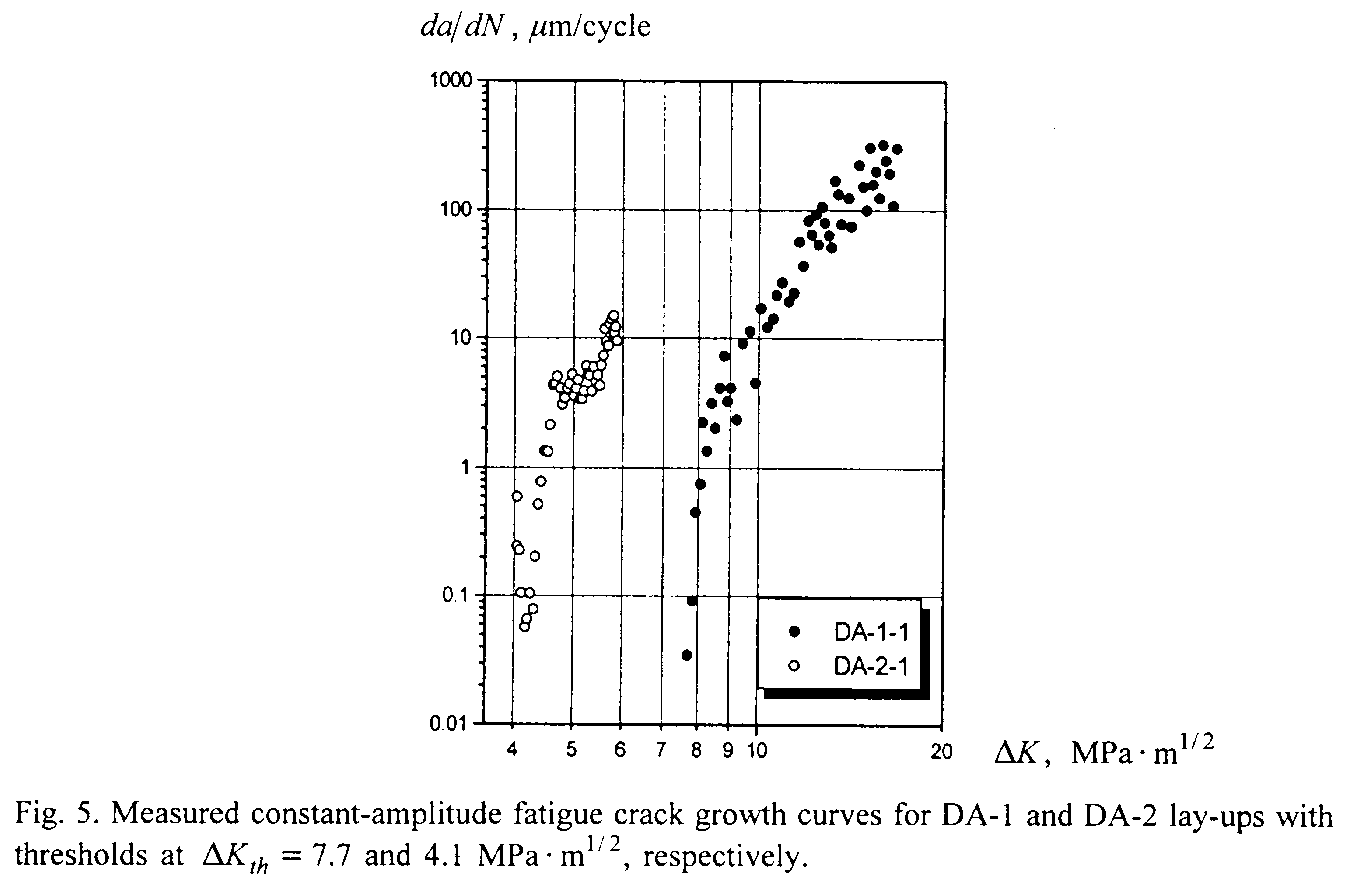 da/dN , μm/cycle
1000
100
10
1
0.1
0.01
DA-1-1
DA-2-1
4 5 6 7 8 9 10 20
ΔK, MPa·m^1/2
Fig. 5. Measured constant-amplitude fatigue crack growth curves for DA-1 and DA-2 lay-ups with
thresholds at ΔK_th = 7.7 and 4.1 MPa·m^1/2, respectively.